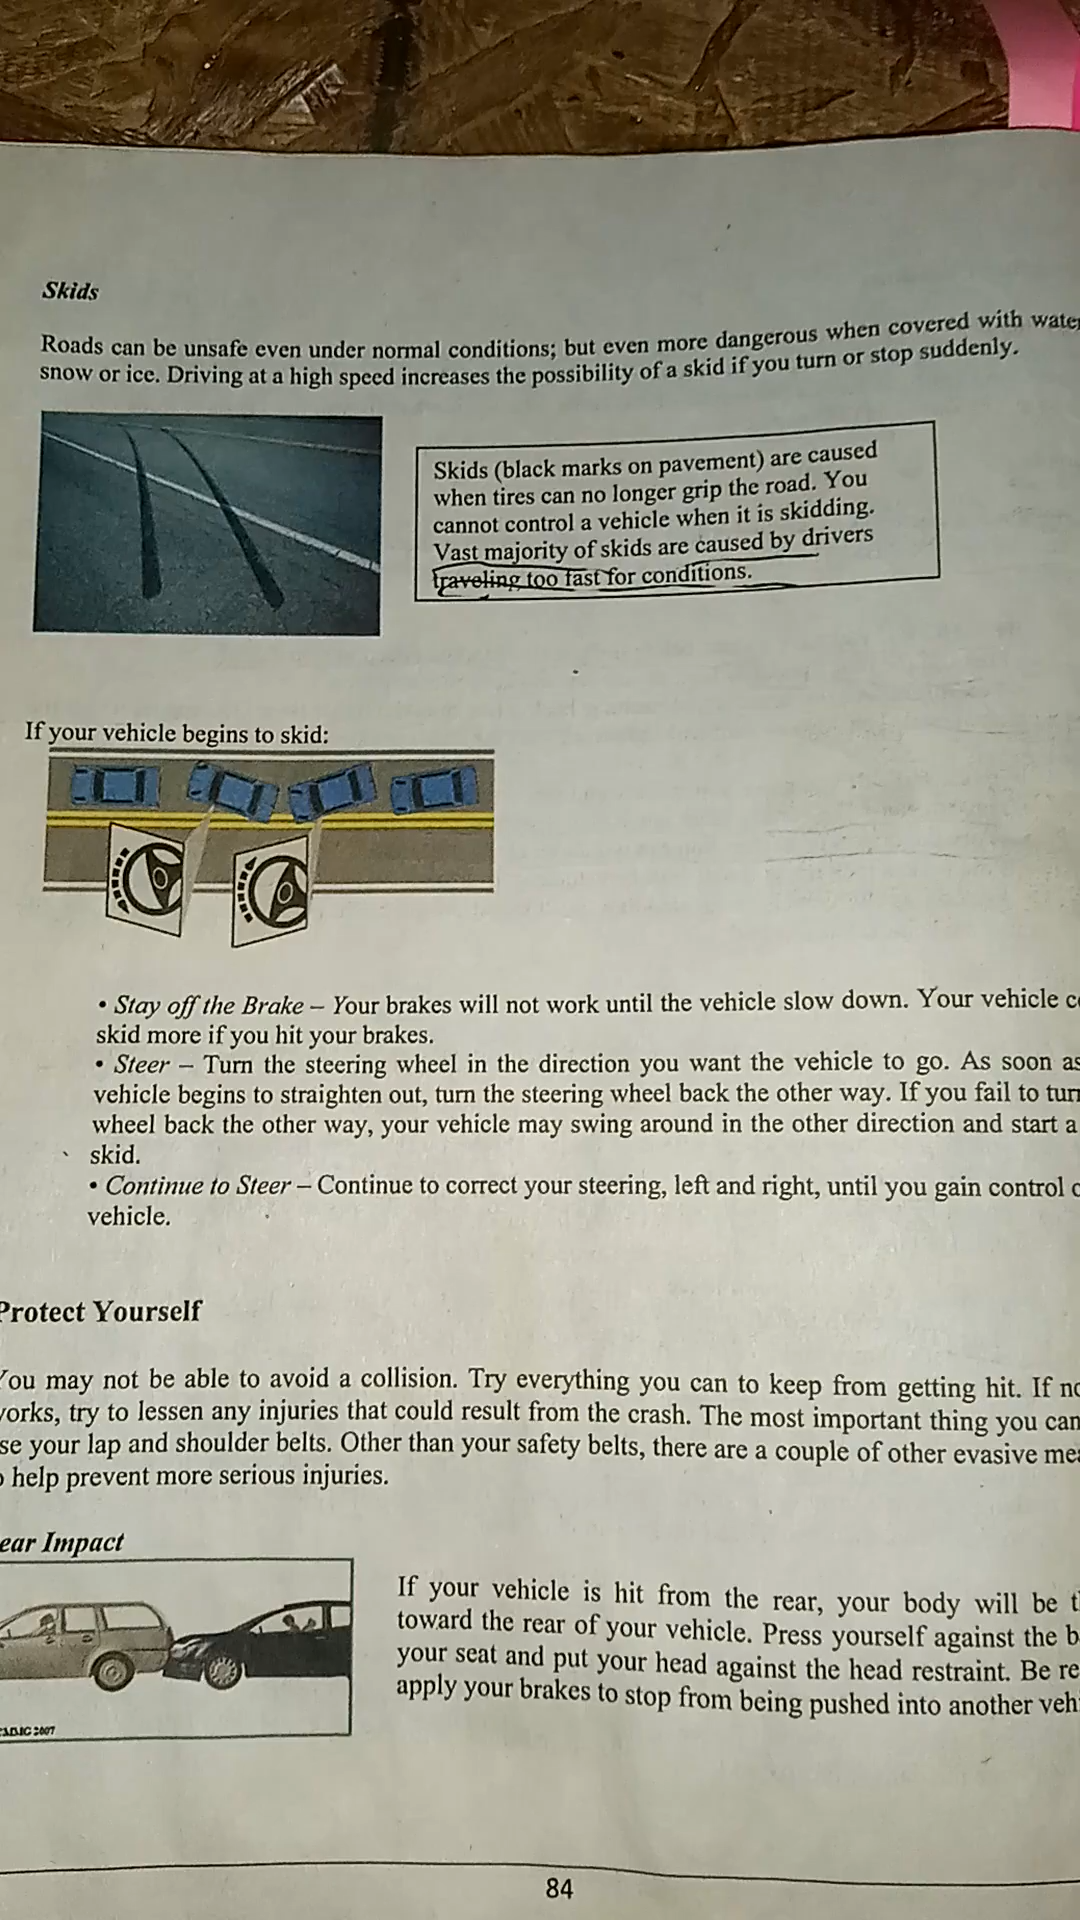 Skids
Roads can be unsafe even under normal conditions; but even more dangerous when covered with water
snow or ice. Driving at a high speed increases the possibility of a skid if you turn or stop suddenly.
Skids (black marks on pavement) are caused
when tires can no longer grip the road. You
cannot control a vehicle when it is skidding.
Vast majority of skids are caused by drivers
traveling too fast for conditions.
If your vehicle begins to skid:
• Stay off the Brake – Your brakes will not work until the vehicle slow down. Your vehicle
skid more if you hit your brakes.
• Steer – Turn the steering wheel in the direction you want the vehicle to go. As soon as
vehicle begins to straighten out, turn the steering wheel back the other way. If you fail to turn
wheel back the other way, your vehicle may swing around in the other direction and start a
skid.
• Continue to Steer – Continue to correct your steering, left and right, until you gain control
vehicle.
Protect Yourself
You may not be able to avoid a collision. Try everything you can to keep from getting hit. If
works, try to lessen any injuries that could result from the crash. The most important thing you can
your lap and shoulder belts. Other than your safety belts, there are a couple of other evasive
help prevent more serious injuries.
ear Impact
If your vehicle is hit from the rear, your body will be
toward the rear of your vehicle. Press yourself against the
your seat and put your head against the head restraint. Be
apply your brakes to stop from being pushed into another
2007
84